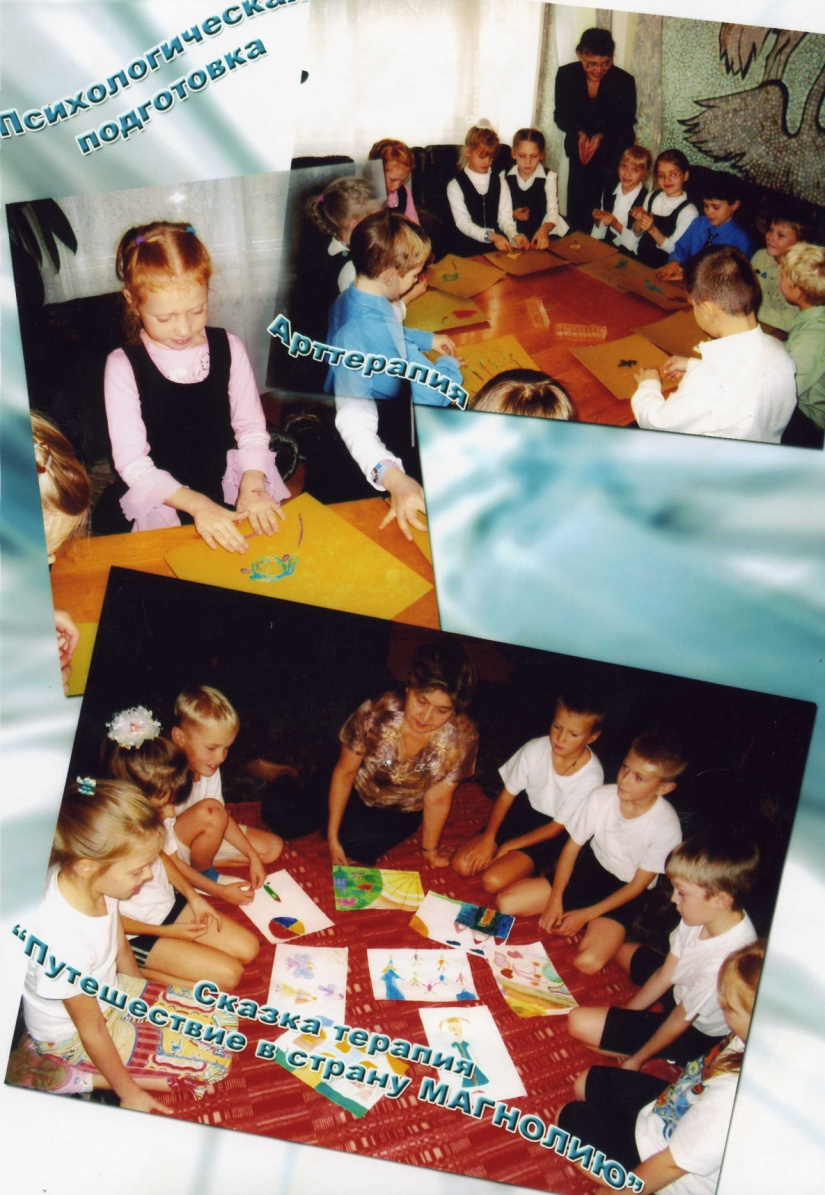 Психологическая
подготовка
Арттерапия
Сказка терапия
“Путешествие в страну МАГНОЛИЮ”